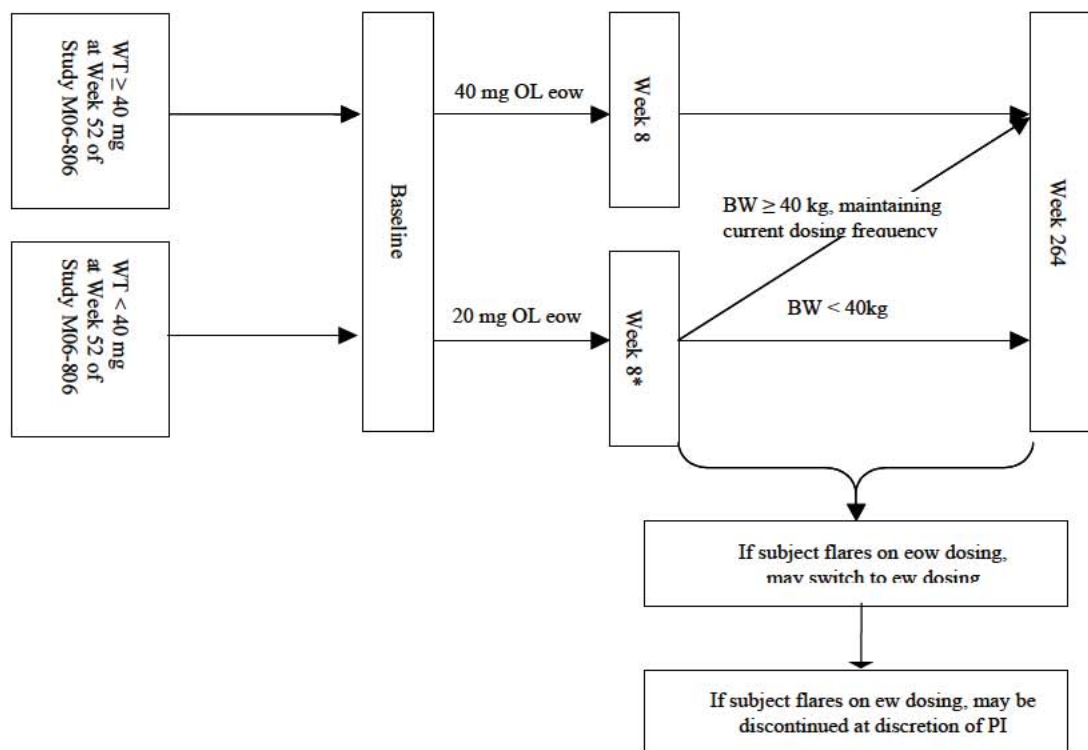 WT ≥ 40 mg
at Week 52 of
Study M06-806
WT < 40 mg
at Week 52 of
Study M06-806
Baseline
40 mg OL eow
20 mg OL eow
Week 8
Week 8*
BW ≥ 40 kg, maintaining
current dosing frequency
BW < 40kg
Week 264
If subject flares on eow dosing,
may switch to ew dosing
If subject flares on ew dosing, may be
discontinued at discretion of PI